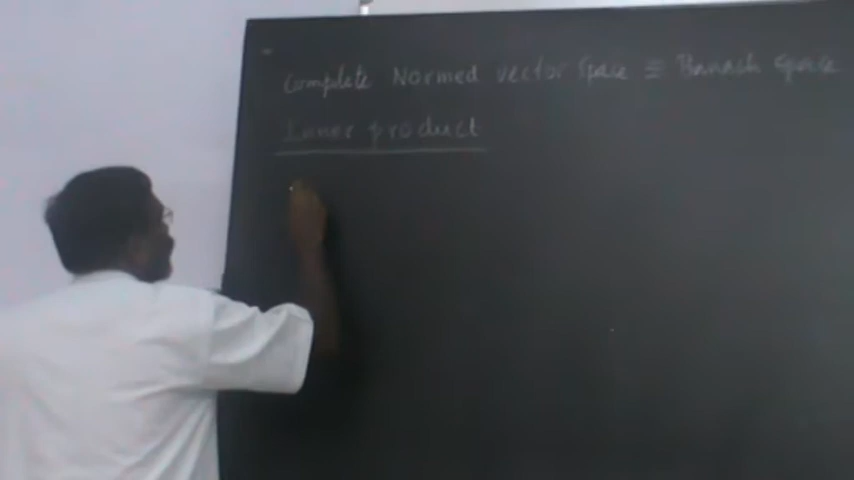 Complete Normed vector space ≡ Banach space
Inner product